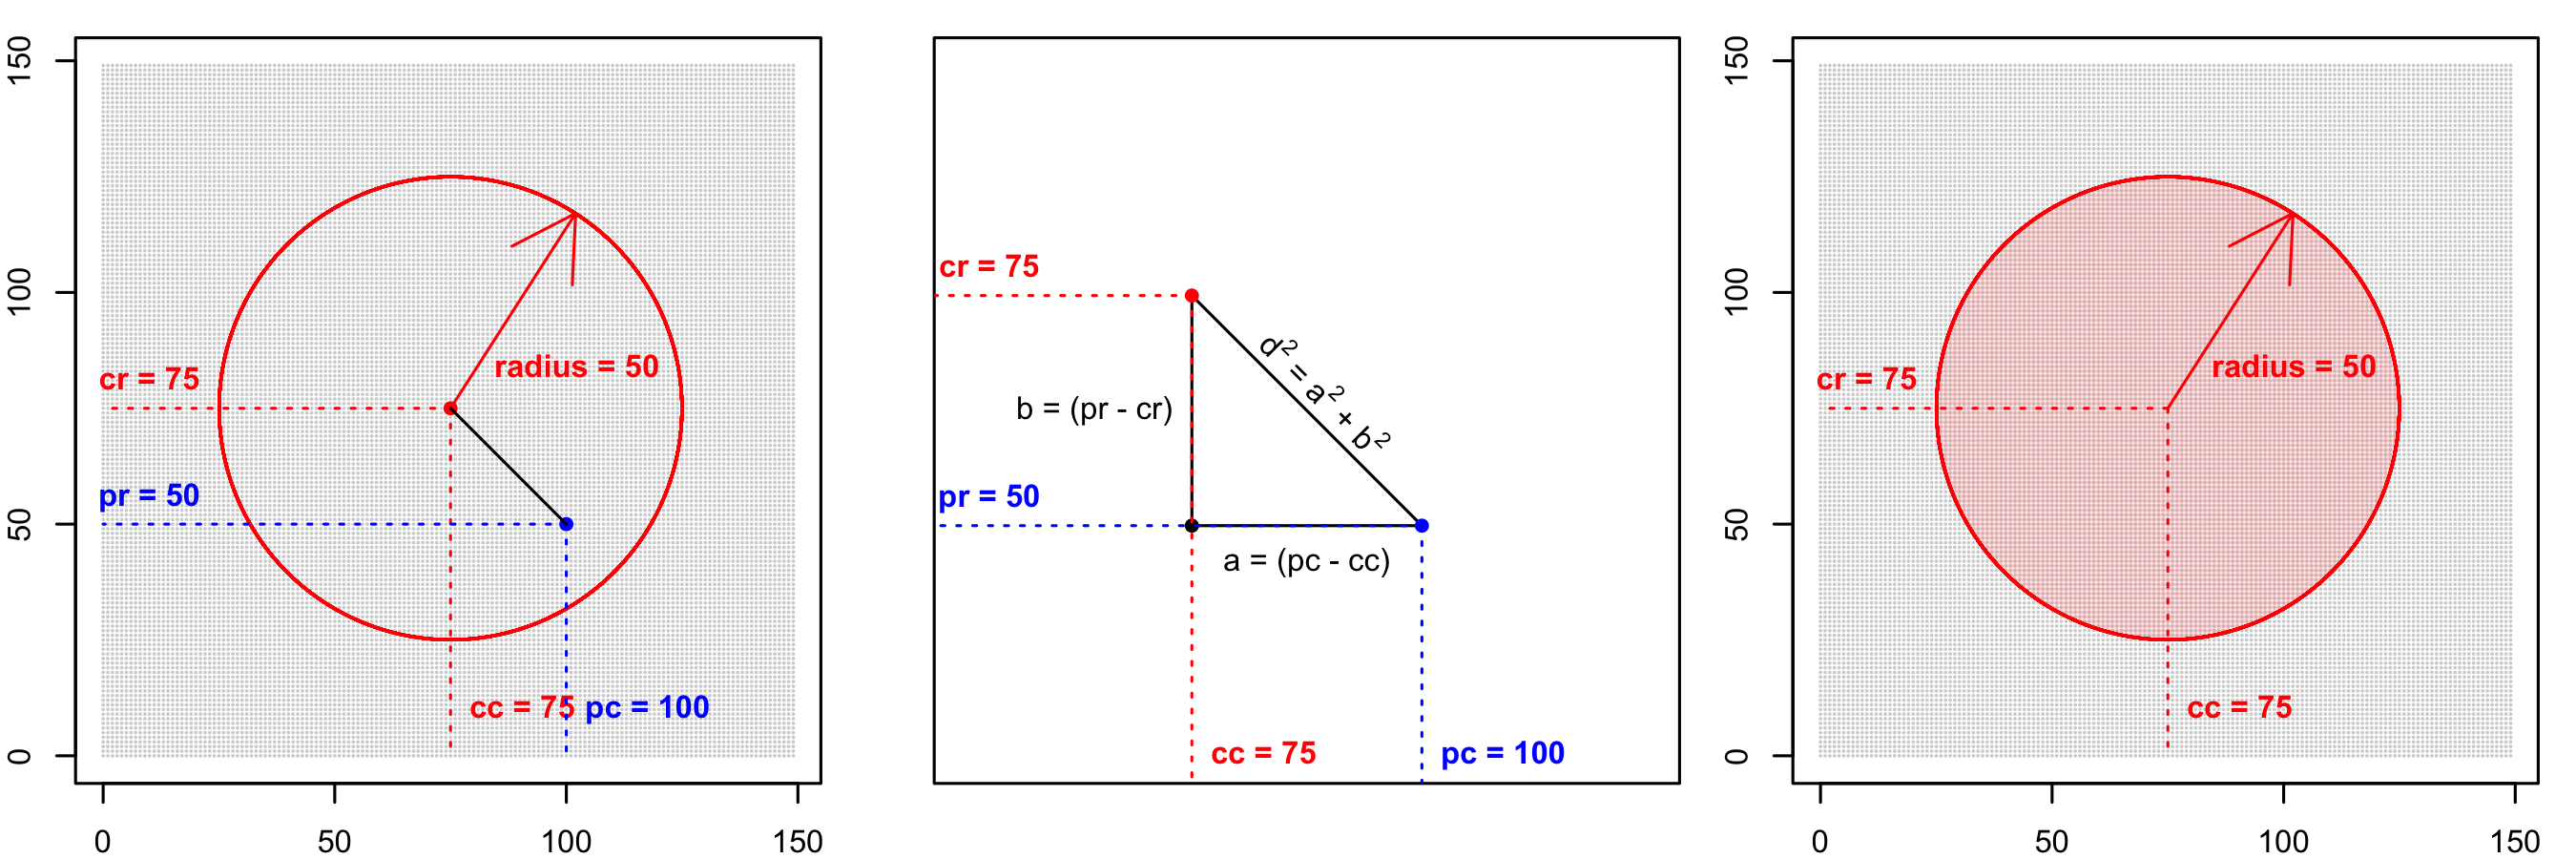 150
100
50
0
0
50
100
150
cr = 75
pr = 50
radius = 50
cc = 75
pc = 100
cr = 75
b = (pr - cr)
d² = a² + b²
pr = 50
a = (pc - cc)
cc = 75
pc = 100
150
100
50
0
0
50
100
150
cr = 75
radius = 50
cc = 75